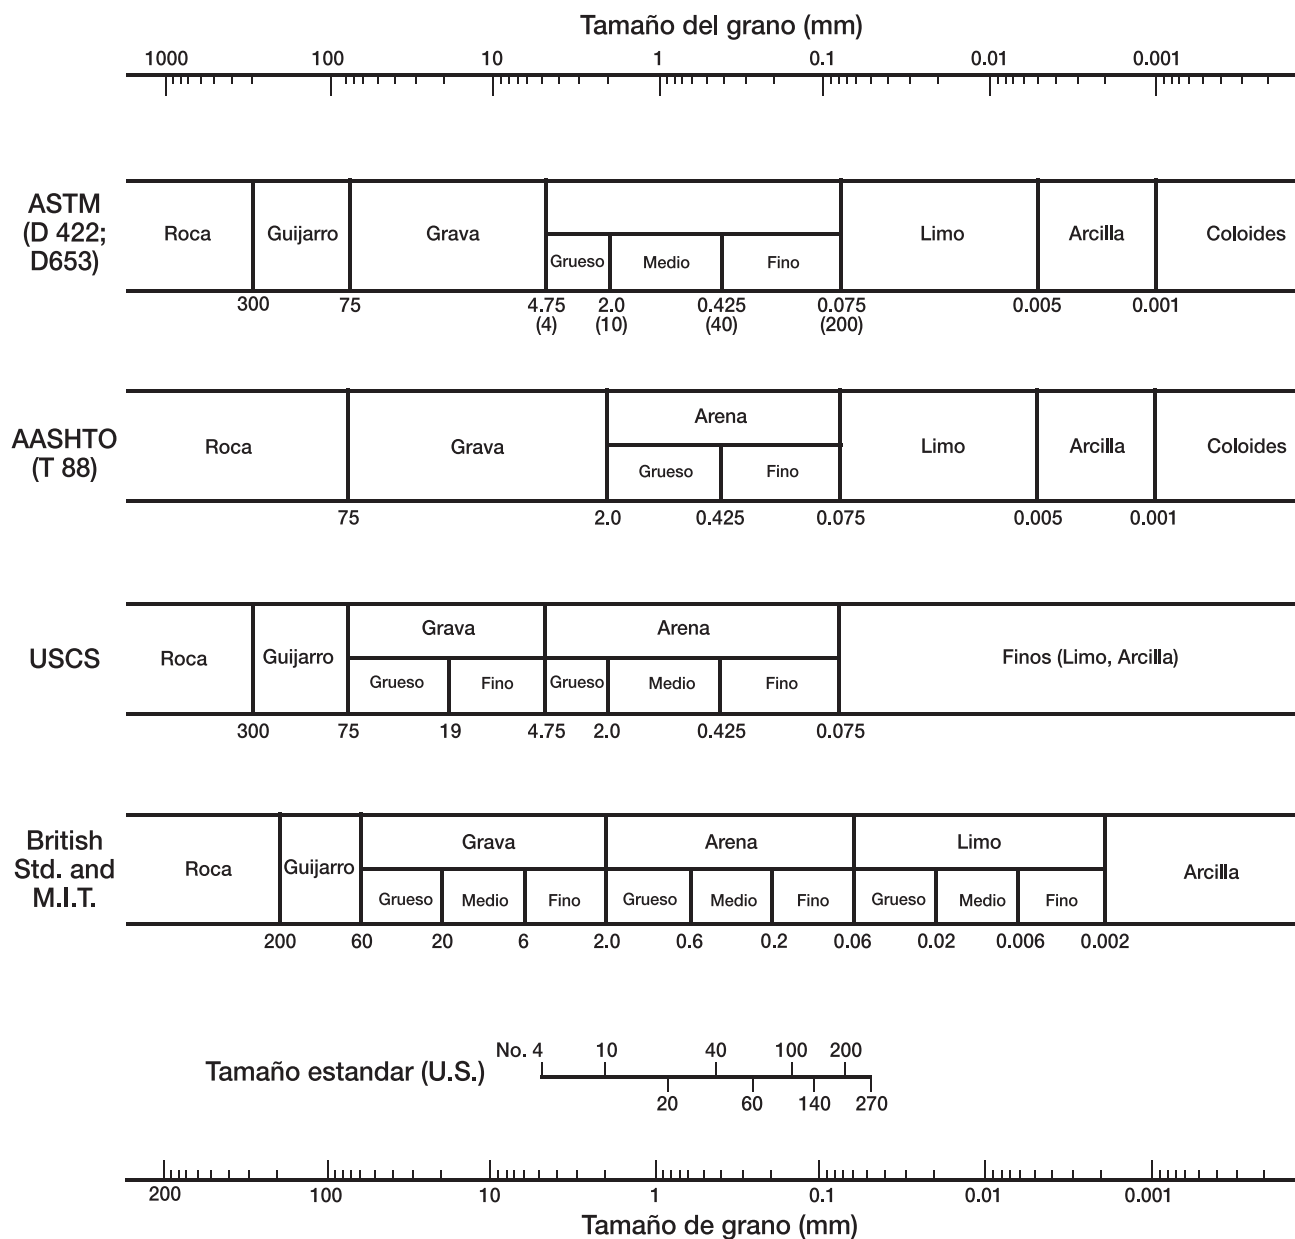 Tamaño del grano (mm)
1000 100 10 1 0.1 0.01 0.001
ASTM
(D 422;
D653)
Roca Guijarro Grava Limo Arcilla Coloides
Grueso Medio Fino
300 75 4.75 2.0 0.425 0.075 0.005 0.001
(4) (10) (40) (200)
AASHTO
(T 88)
Arena
Roca Grava Limo Arcilla Coloides
Grueso Fino
75 2.0 0.425 0.075 0.005 0.001
USCS
Grava Arena
Roca Guijarro Finos (Limo, Arcilla)
Grueso Fino Grueso Medio Fino
300 75 19 4.75 2.0 0.425 0.075
British
Std. and
M.I.T.
Grava Arena Limo
Roca Guijarro Arcilla
Grueso Medio Fino Grueso Medio Fino Grueso Medio Fino
200 60 20 6 2.0 0.6 0.2 0.06 0.02 0.006 0.002
No. 4 10 40 100 200
Tamaño estandar (U.S.)
20 60 140 270
200 100 10 1 0.1 0.01 0.001
Tamaño de grano (mm)